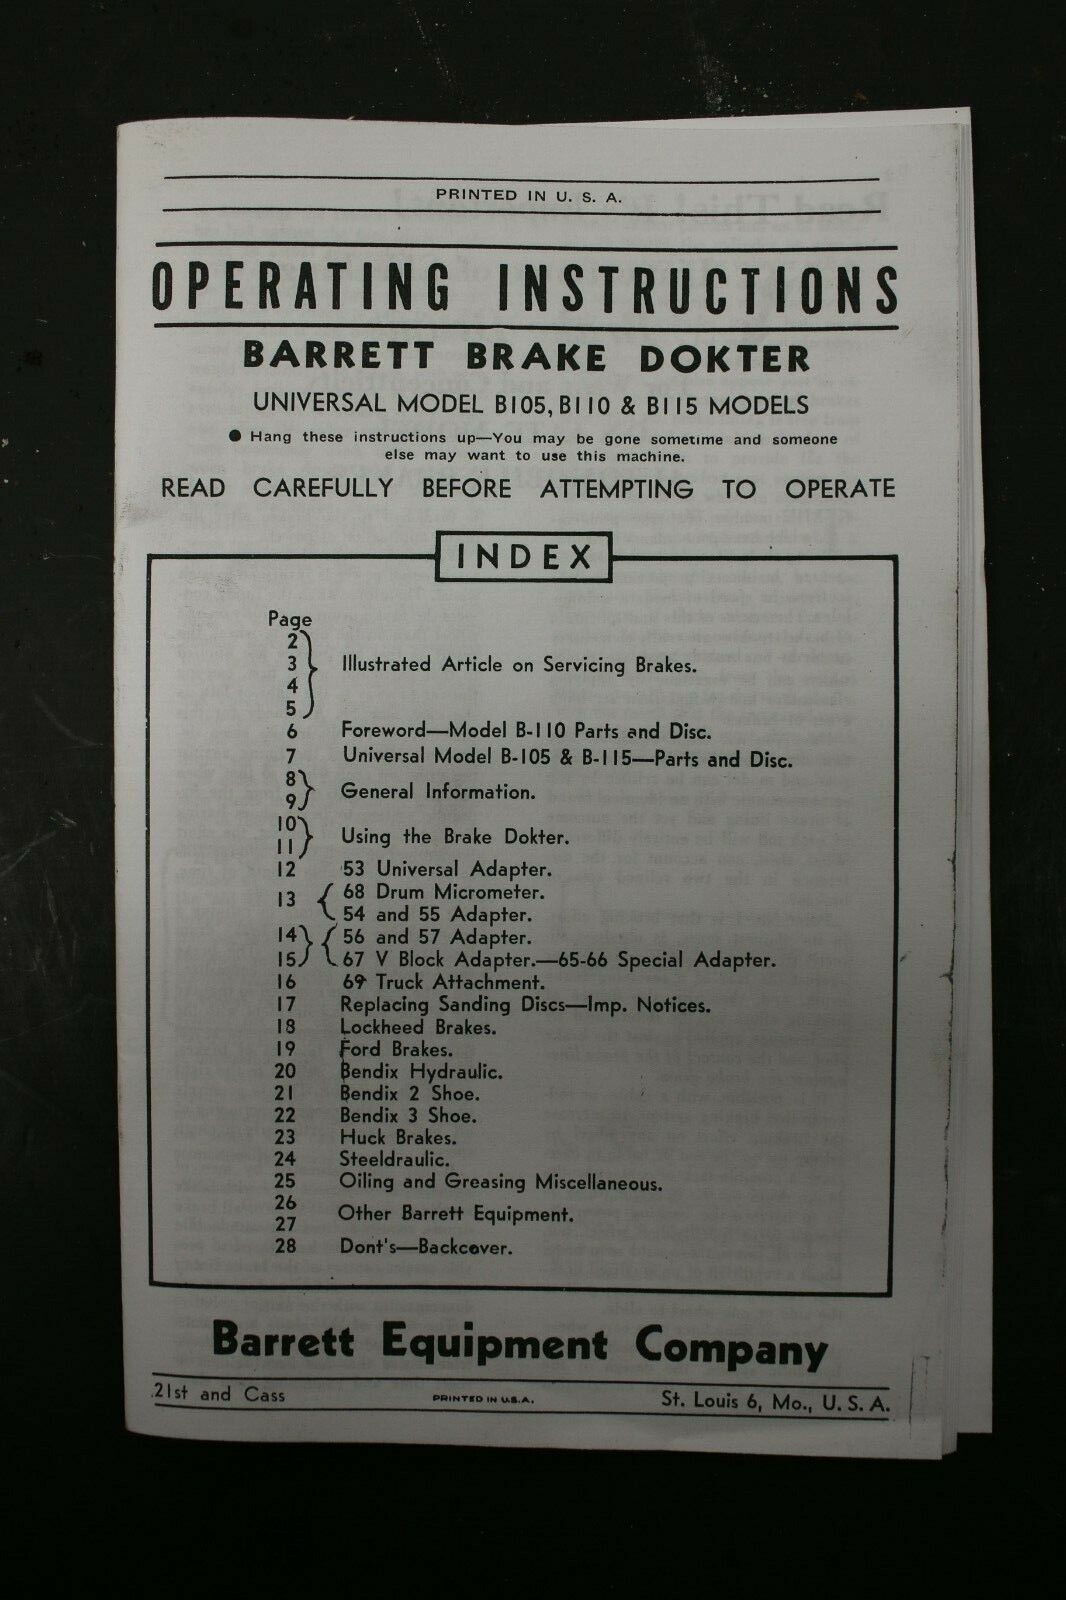 PRINTED IN U. S. A.
OPERATING INSTRUCTIONS
BARRETT BRAKE DOKTER
UNIVERSAL MODEL B105, B110 & B115 MODELS
● Hang these instructions up—You may be gone sometime and someone
else may want to use this machine.
READ CAREFULLY BEFORE ATTEMPTING TO OPERATE
INDEX
Page
2
3 Illustrated Article on Servicing Brakes.
4
5
6 Foreword—Model B-110 Parts and Disc.
7 Universal Model B-105 & B-115—Parts and Disc.
8
9 General Information.
10
11 Using the Brake Dokter.
12 53 Universal Adapter.
13 68 Drum Micrometer.
54 and 55 Adapter.
14 56 and 57 Adapter.
15 67 V Block Adapter.—65-66 Special Adapter.
16 69 Truck Attachment.
17 Replacing Sanding Discs—Imp. Notices.
18 Lockheed Brakes.
19 Ford Brakes.
20 Bendix Hydraulic.
21 Bendix 2 Shoe.
22 Bendix 3 Shoe.
23 Huck Brakes.
24 Steeldraulic.
25 Oiling and Greasing Miscellaneous.
26
27 Other Barrett Equipment.
28 Dont's—Backcover.
Barrett Equipment Company
21st and Cass PRINTED IN U.S.A. St. Louis 6, Mo., U. S. A.